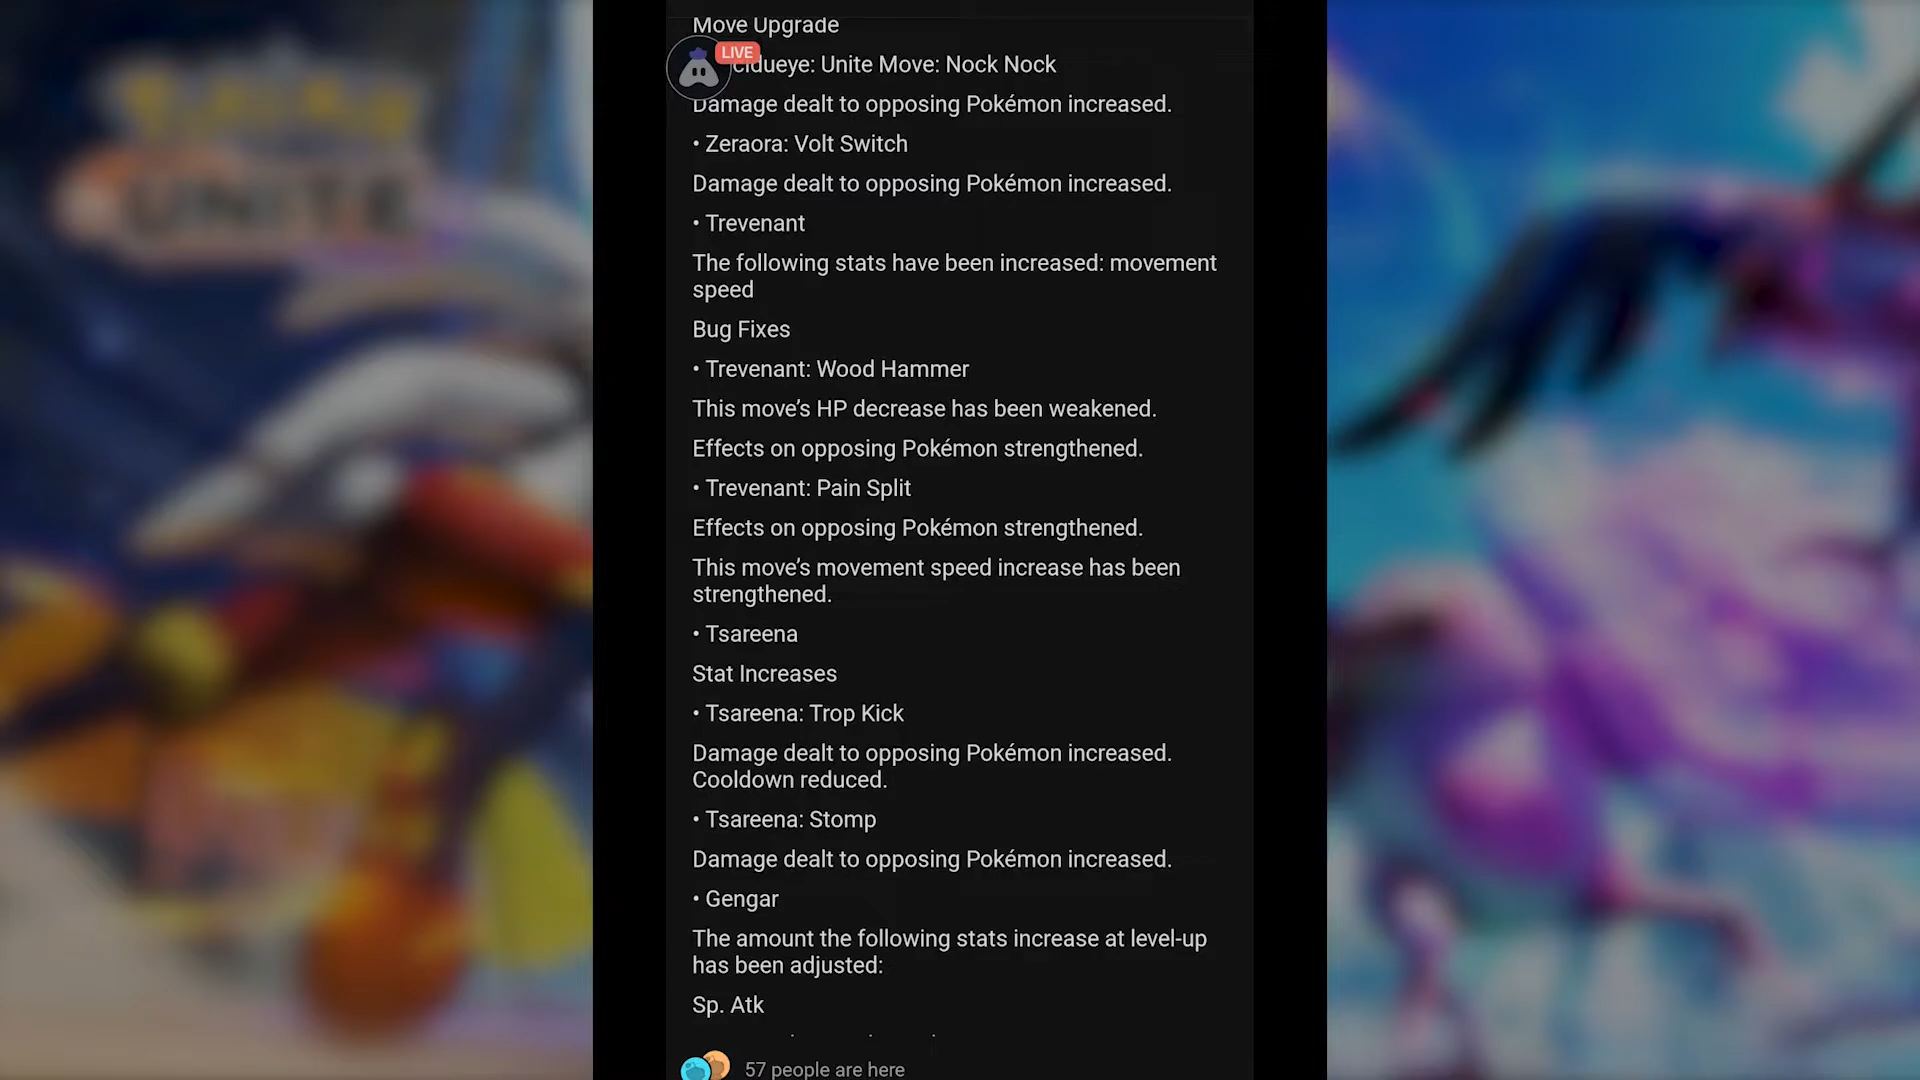 UNITE
Move Upgrade
LIVE
cidueye: Unite Move: Nock Nock
Damage dealt to opposing Pokémon increased.
• Zeraora: Volt Switch
Damage dealt to opposing Pokémon increased.
• Trevenant
The following stats have been increased: movement
speed
Bug Fixes
• Trevenant: Wood Hammer
This move’s HP decrease has been weakened.
Effects on opposing Pokémon strengthened.
• Trevenant: Pain Split
Effects on opposing Pokémon strengthened.
This move’s movement speed increase has been
strengthened.
• Tsareena
Stat Increases
• Tsareena: Trop Kick
Damage dealt to opposing Pokémon increased.
Cooldown reduced.
• Tsareena: Stomp
Damage dealt to opposing Pokémon increased.
• Gengar
The amount the following stats increase at level-up
has been adjusted:
Sp. Atk
57 people are here